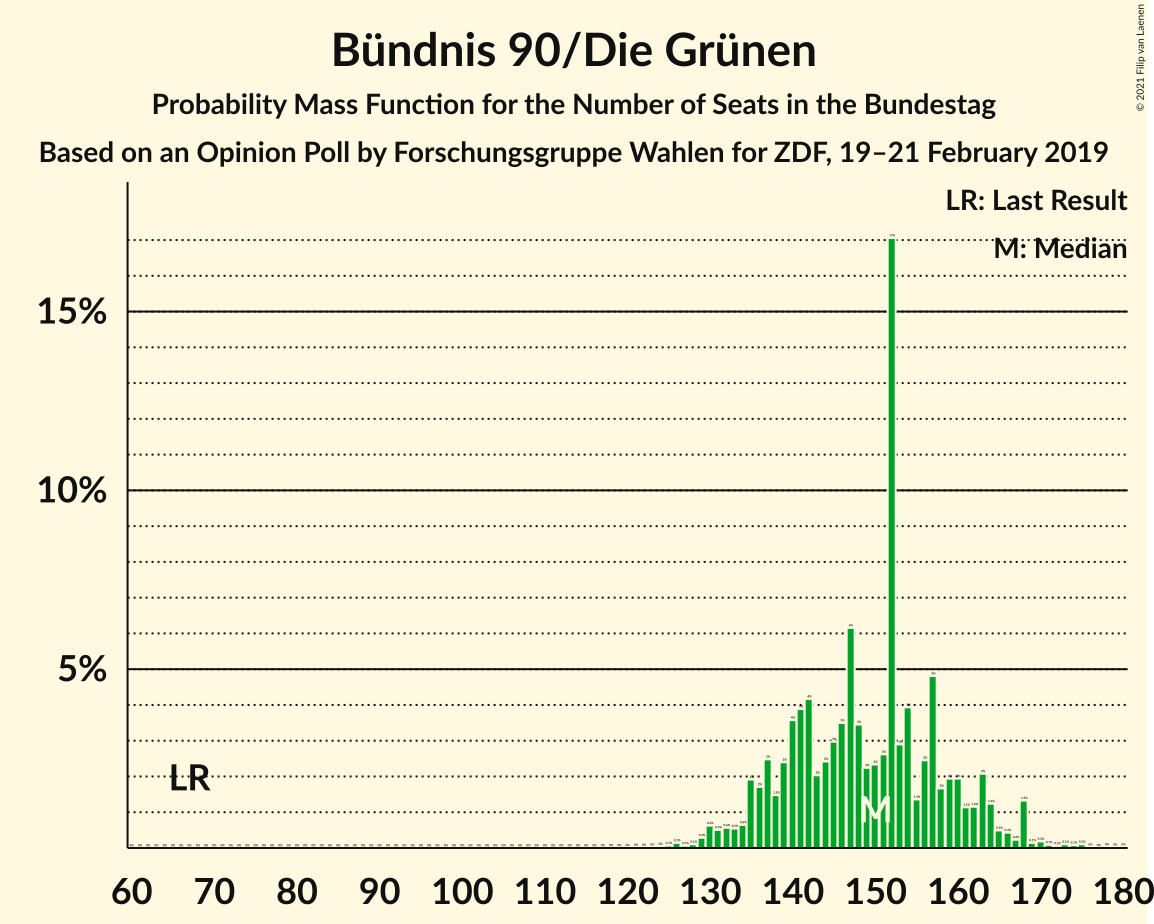 Bündnis 90/Die Grünen
Probability Mass Function for the Number of Seats in the Bundestag
Based on an Opinion Poll by Forschungsgruppe Wahlen for ZDF, 19–21 February 2019
© 2021 Filip van Laenen
LR: Last Result
M: Median
15%
10%
5%
LR
M
60 70 80 90 100 110 120 130 140 150 160 170 180